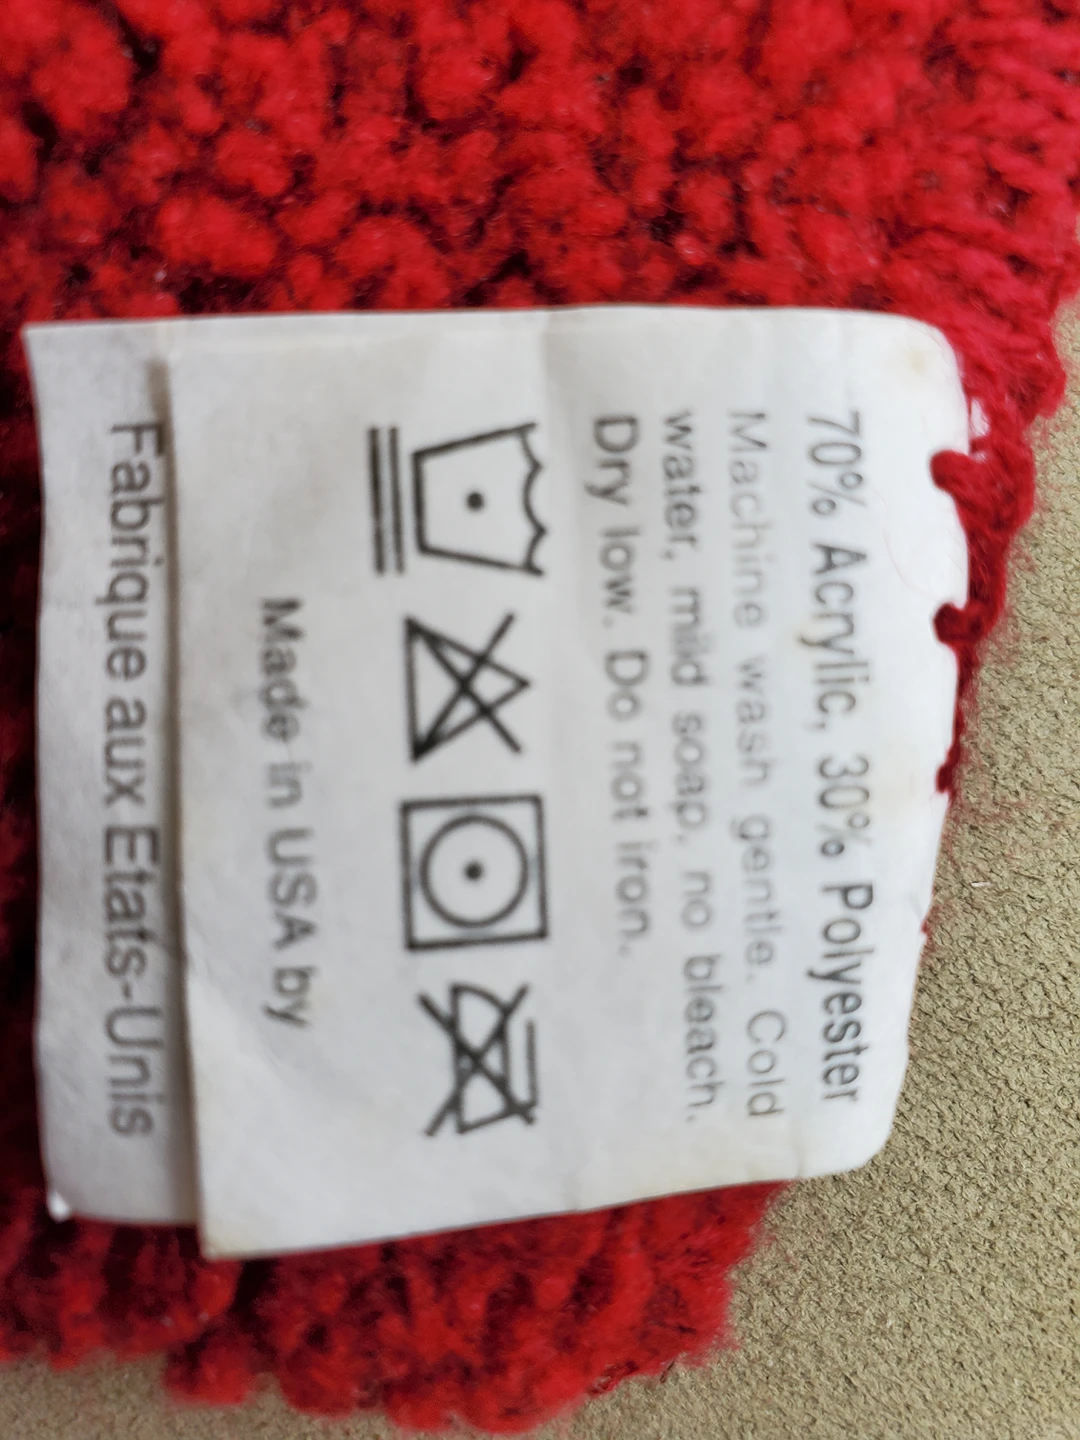 70% Acrylic, 30% Polyester
Machine wash gentle. Cold
water, mild soap, no bleach.
Dry low. Do not iron.
Made in USA by
Fabrique aux Etats-Unis